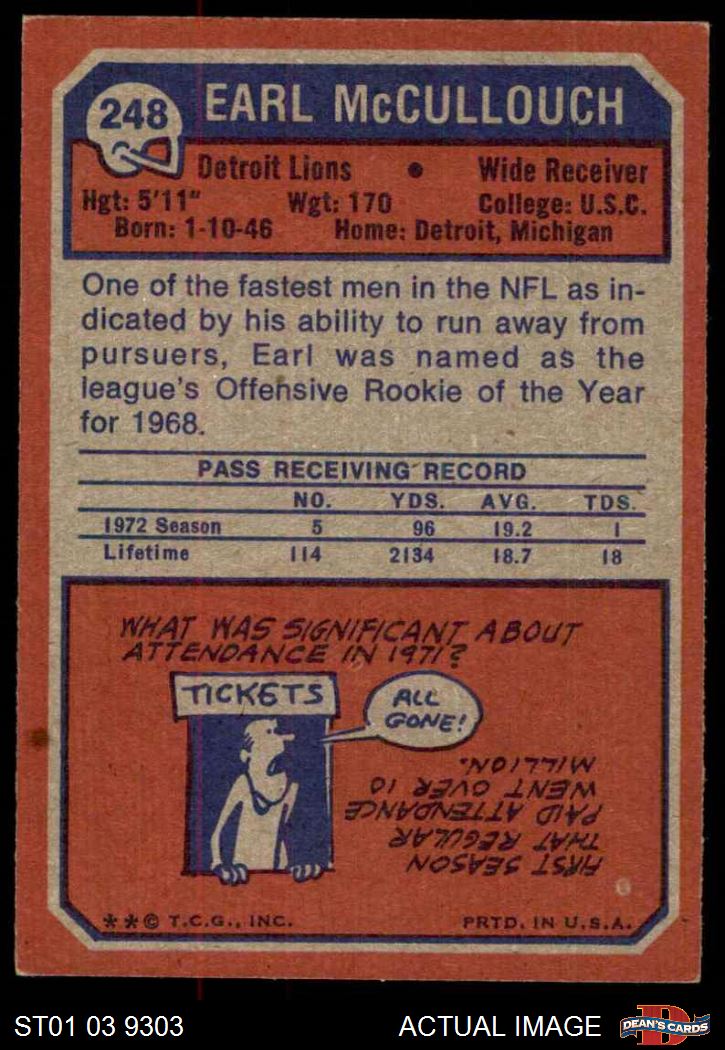 248 EARL McCULLOUCH
Detroit Lions • Wide Receiver
Hgt: 5'11" Wgt: 170 College: U.S.C.
Born: 1-10-46 Home: Detroit, Michigan
One of the fastest men in the NFL as in-
dicated by his ability to run away from
pursuers, Earl was named as the
league's Offensive Rookie of the Year
for 1968.
PASS RECEIVING RECORD
NO. YDS. AVG. TDS.
1972 Season 5 96 19.2 1
Lifetime 114 2134 18.7 18
WHAT WAS SIGNIFICANT ABOUT
ATTENDANCE IN 1971?
TICKETS
ALL
GONE!
FIRST SEASON
THAT REGULAR
PAID ATTENDANCE
WENT OVER 10
MILLION.
**© T.C.G., INC. PRTD. IN U.S.A.
ST01 03 9303 ACTUAL IMAGE D DEAN'S CARDS